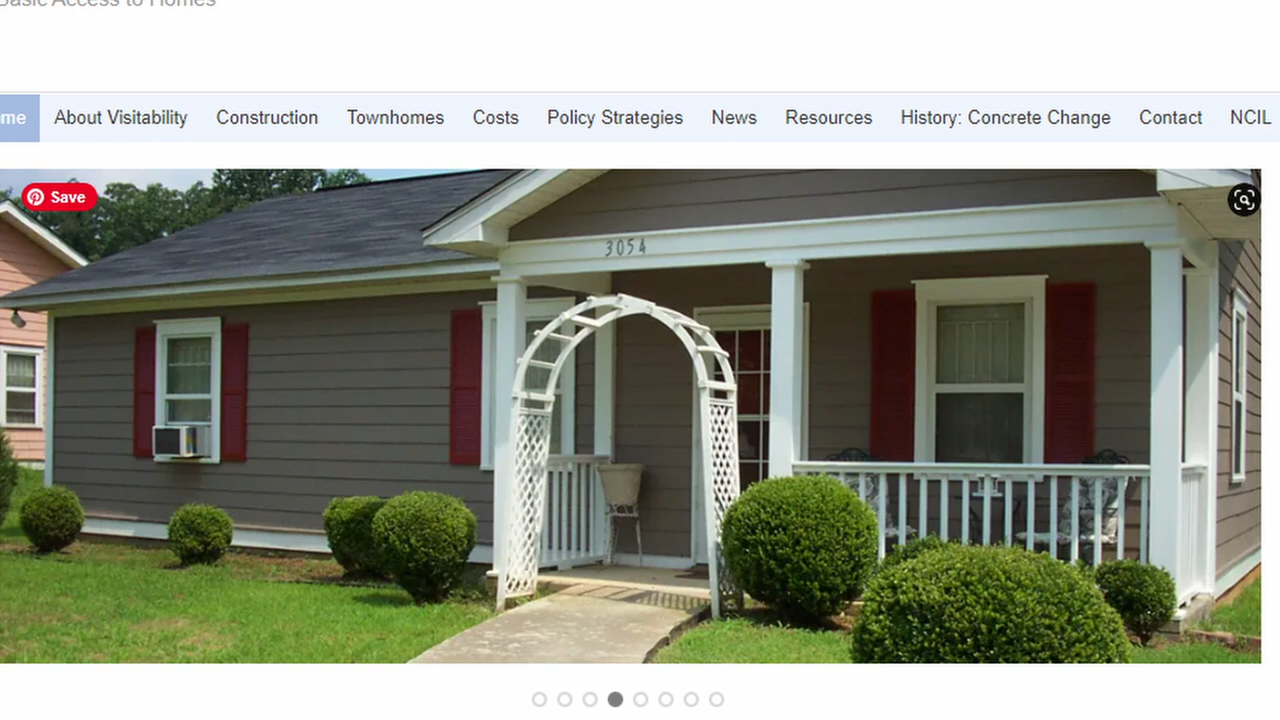 Basic Access to Homes
me About Visitability Construction Townhomes Costs Policy Strategies News Resources History: Concrete Change Contact NCIL
Save
3054